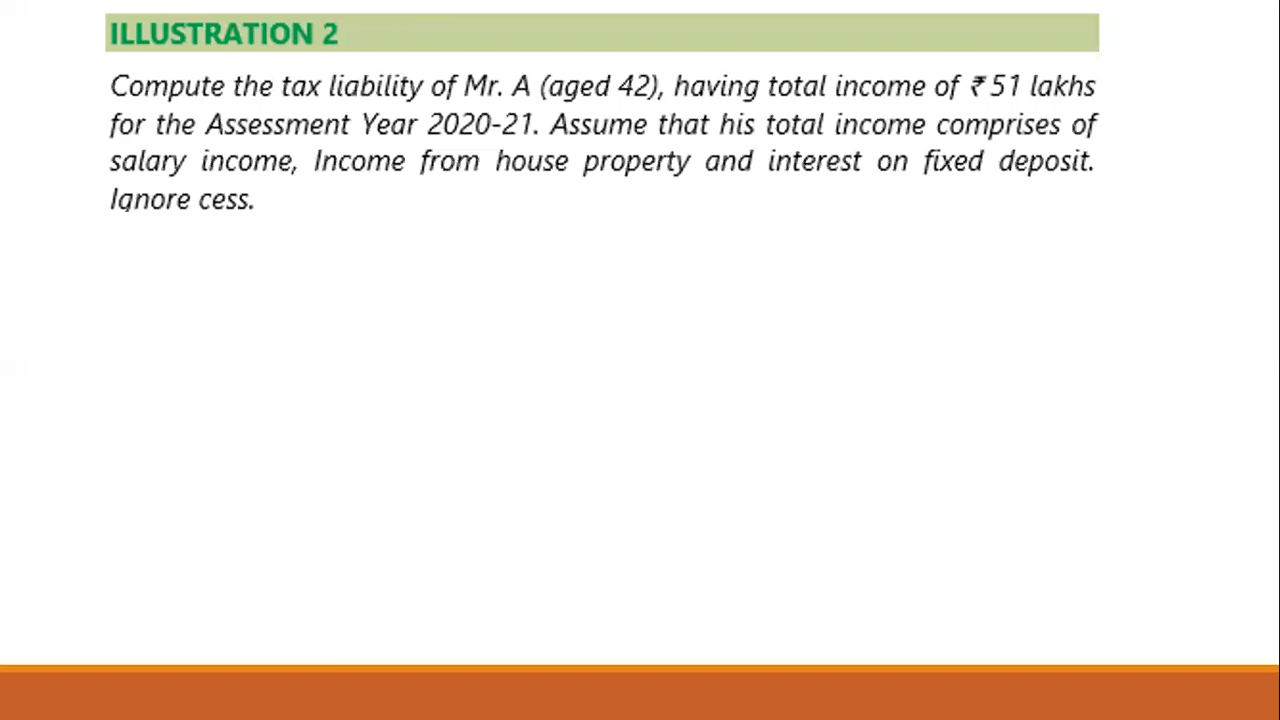 ILLUSTRATION 2
Compute the tax liability of Mr. A (aged 42), having total income of ₹ 51 lakhs
for the Assessment Year 2020-21. Assume that his total income comprises of
salary income, Income from house property and interest on fixed deposit.
Ignore cess.